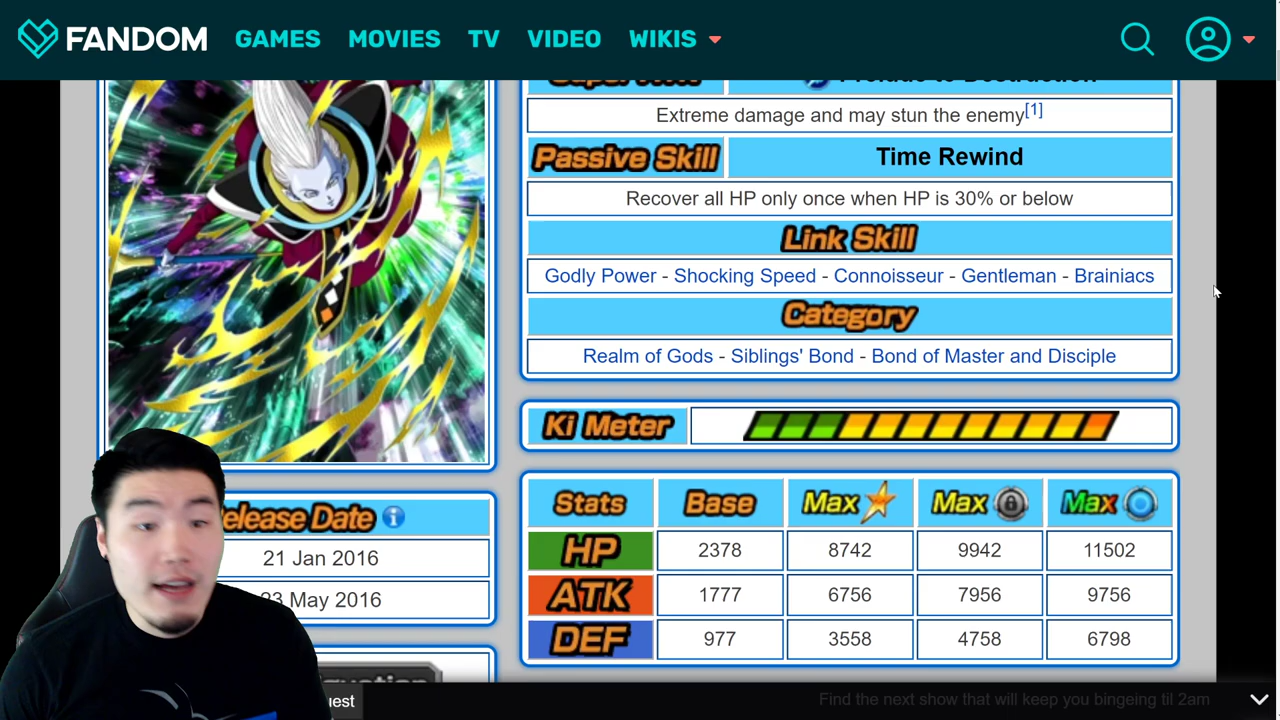 FANDOM GAMES MOVIES TV VIDEO WIKIS
Extreme damage and may stun the enemy[1]
Passive Skill Time Rewind
Recover all HP only once when HP is 30% or below
Link Skill
Godly Power - Shocking Speed - Connoisseur - Gentleman - Brainiacs
Category
Realm of Gods - Siblings' Bond - Bond of Master and Disciple
Ki Meter
Stats Base Max Max Max
HP 2378 8742 9942 11502
ATK 1777 6756 7956 9756
DEF 977 3558 4758 6798
elease Date i
21 Jan 2016
23 May 2016
uest
Find the next show that will keep you bingeing til 2am